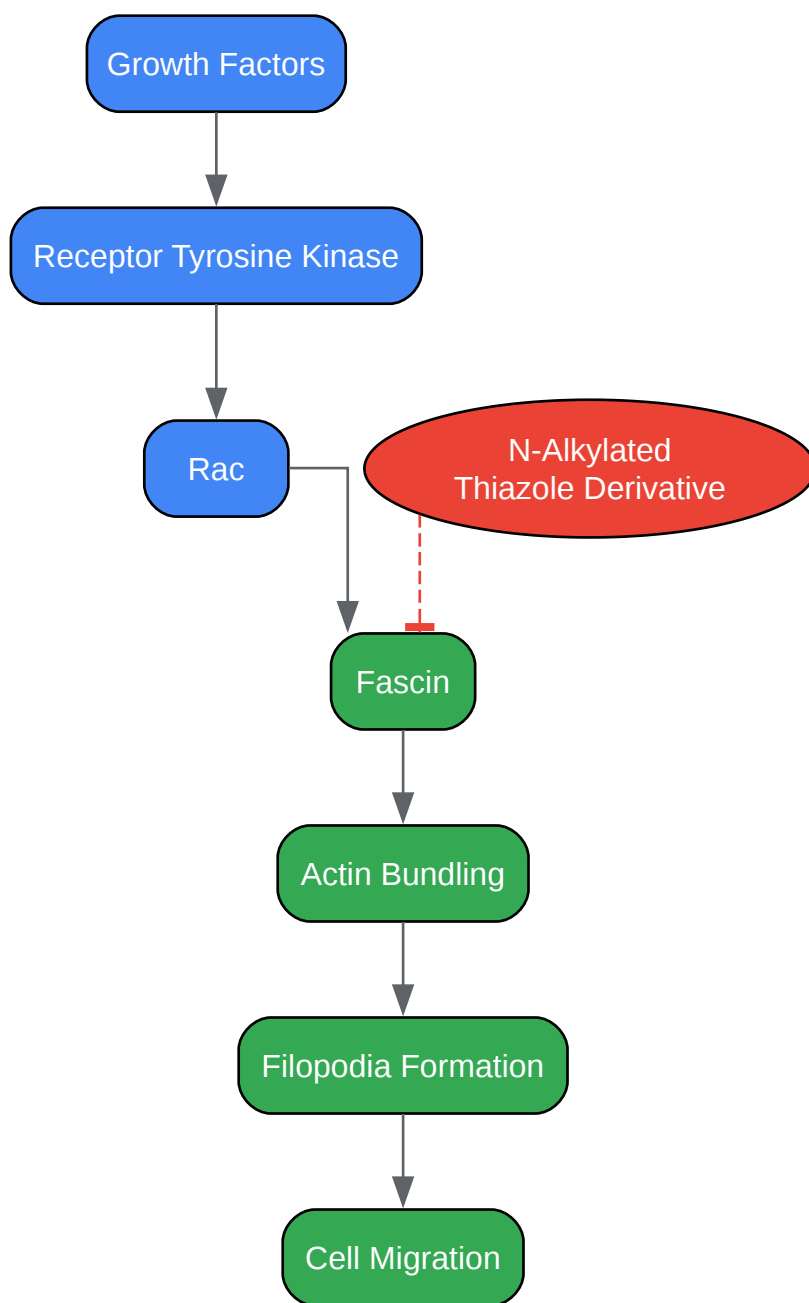 Growth Factors
Receptor Tyrosine Kinase
Rac
N-Alkylated
Thiazole Derivative
Fascin
Actin Bundling
Filopodia Formation
Cell Migration